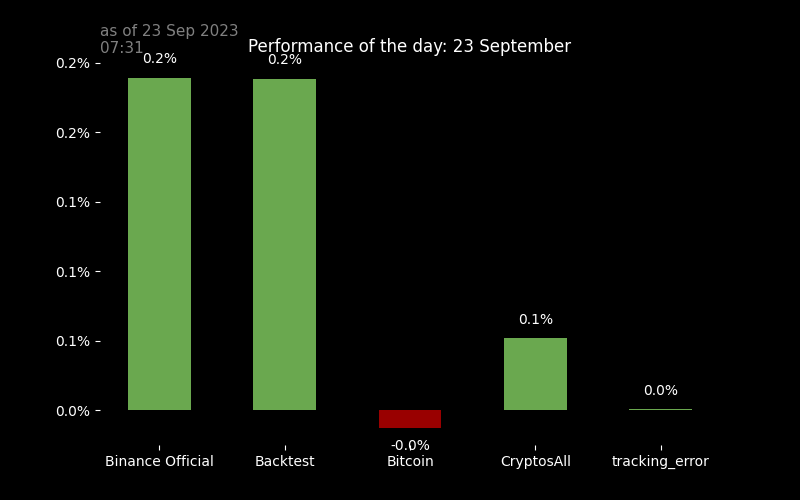 as of 23 Sep 2023
07:31
Performance of the day: 23 September
0.2%
0.2%
0.1%
0.1%
0.1%
0.0%
0.2%
0.2%
-0.0%
0.1%
0.0%
Binance Official
Backtest
Bitcoin
CryptosAll
tracking_error